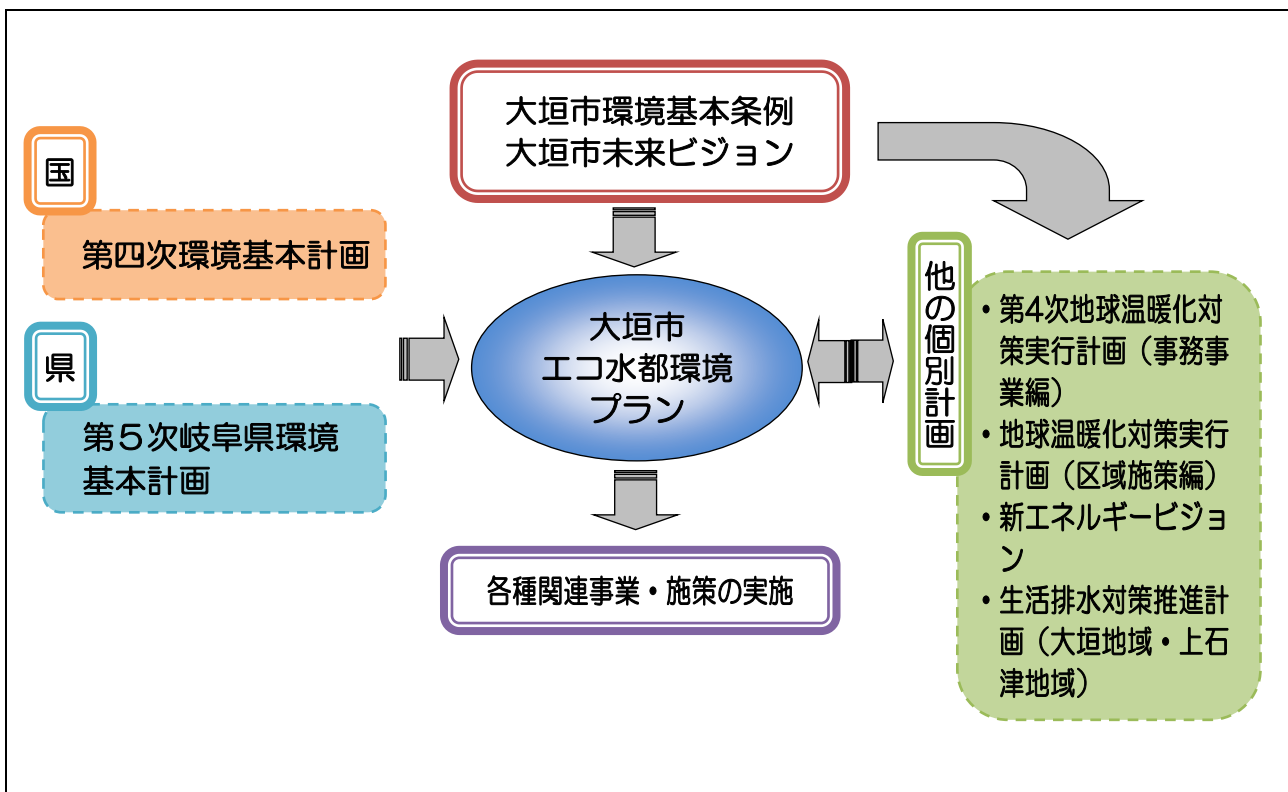 大垣市環境基本条例
大垣市未来ビジョン
国
第四次環境基本計画
県
第５次岐阜県環境
基本計画
大垣市
エコ水都環境
プラン
各種関連事業・施策の実施
他の個別計画
・第4次地球温暖化対
策実行計画（事務事
業編）
・地球温暖化対策実行
計画（区域施策編）
・新エネルギービジョ
ン
・生活排水対策推進計
画（大垣地域・上石
津地域）